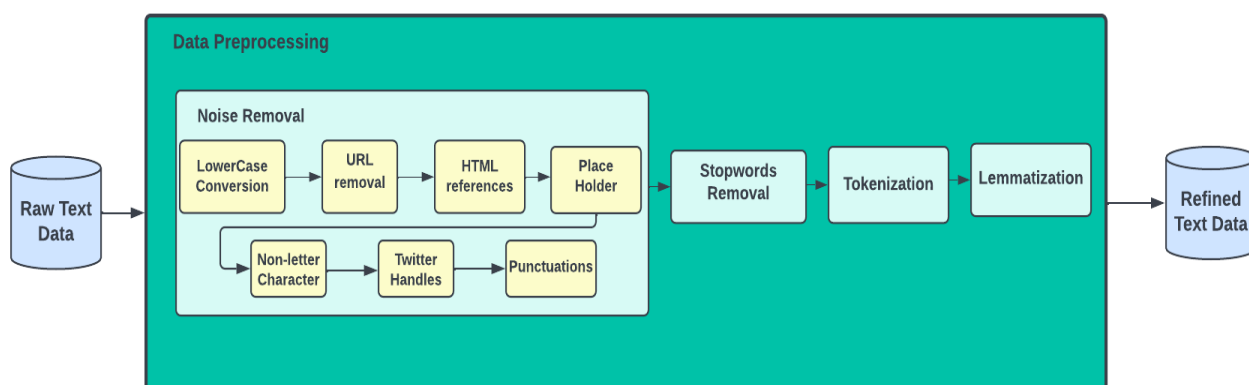 Data Preprocessing
Noise Removal
LowerCase
Conversion
URL
removal
HTML
references
Place
Holder
Non-letter
Character
Twitter
Handles
Punctuations
Stopwords
Removal
Tokenization
Lemmatization
Raw Text
Data
Refined
Text Data